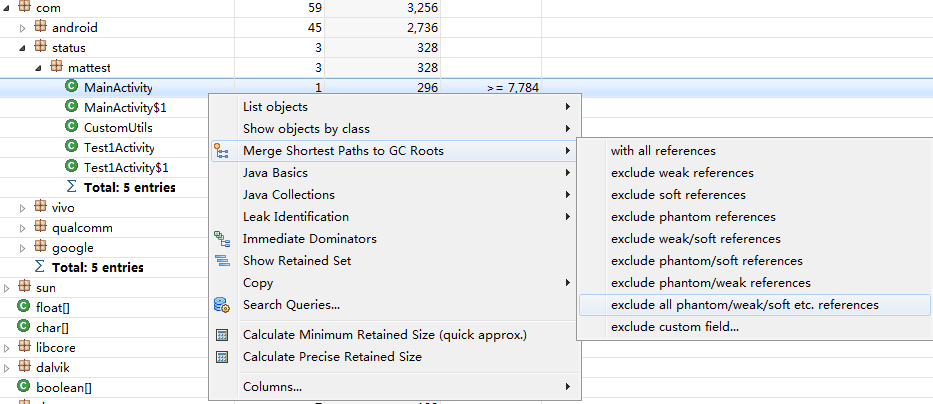 com 59 3,256
android 45 2,736
status 3 328
mattest 3 328
MainActivity 1 296 >= 7,784
MainActivity$1
CustomUtils
Test1Activity
Test1Activity$1
Σ Total: 5 entries
vivo
qualcomm
google
Σ Total: 5 entries
sun
float[]
char[]
libcore
dalvik
boolean[]
List objects
Show objects by class
Merge Shortest Paths to GC Roots
Java Basics
Java Collections
Leak Identification
Immediate Dominators
Show Retained Set
Copy
Search Queries...
Calculate Minimum Retained Size (quick approx.)
Calculate Precise Retained Size
Columns...
with all references
exclude weak references
exclude soft references
exclude phantom references
exclude weak/soft references
exclude phantom/soft references
exclude phantom/weak references
exclude all phantom/weak/soft etc. references
exclude custom field...